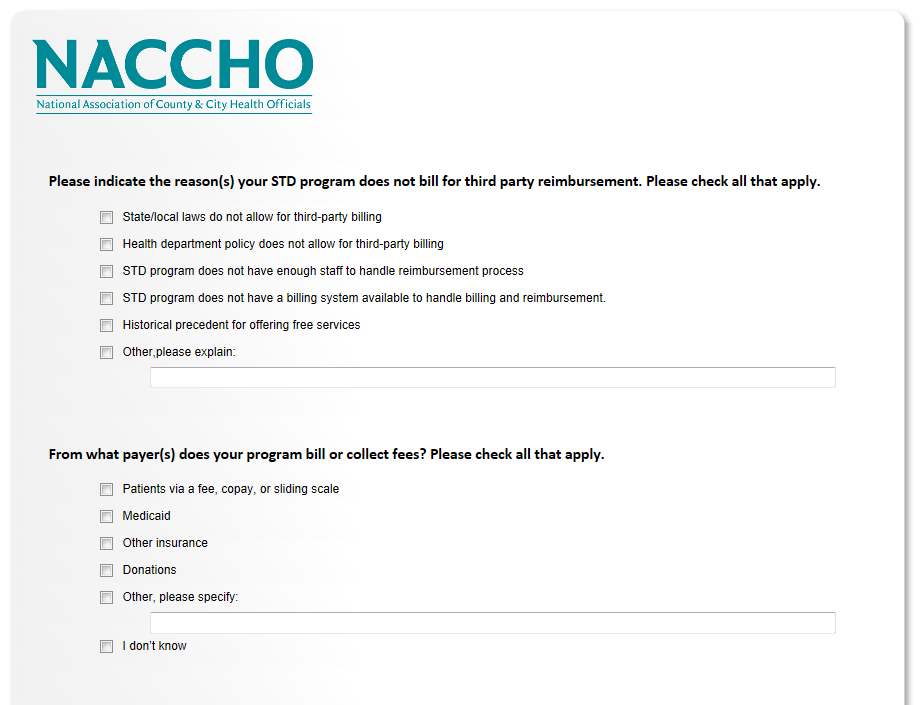 NACCHO
National Association of County & City Health Officials
Please indicate the reason(s) your STD program does not bill for third party reimbursement. Please check all that apply.
State/local laws do not allow for third-party billing
Health department policy does not allow for third-party billing
STD program does not have enough staff to handle reimbursement process
STD program does not have a billing system available to handle billing and reimbursement.
Historical precedent for offering free services
Other,please explain:
From what payer(s) does your program bill or collect fees? Please check all that apply.
Patients via a fee, copay, or sliding scale
Medicaid
Other insurance
Donations
Other, please specify:
I don't know